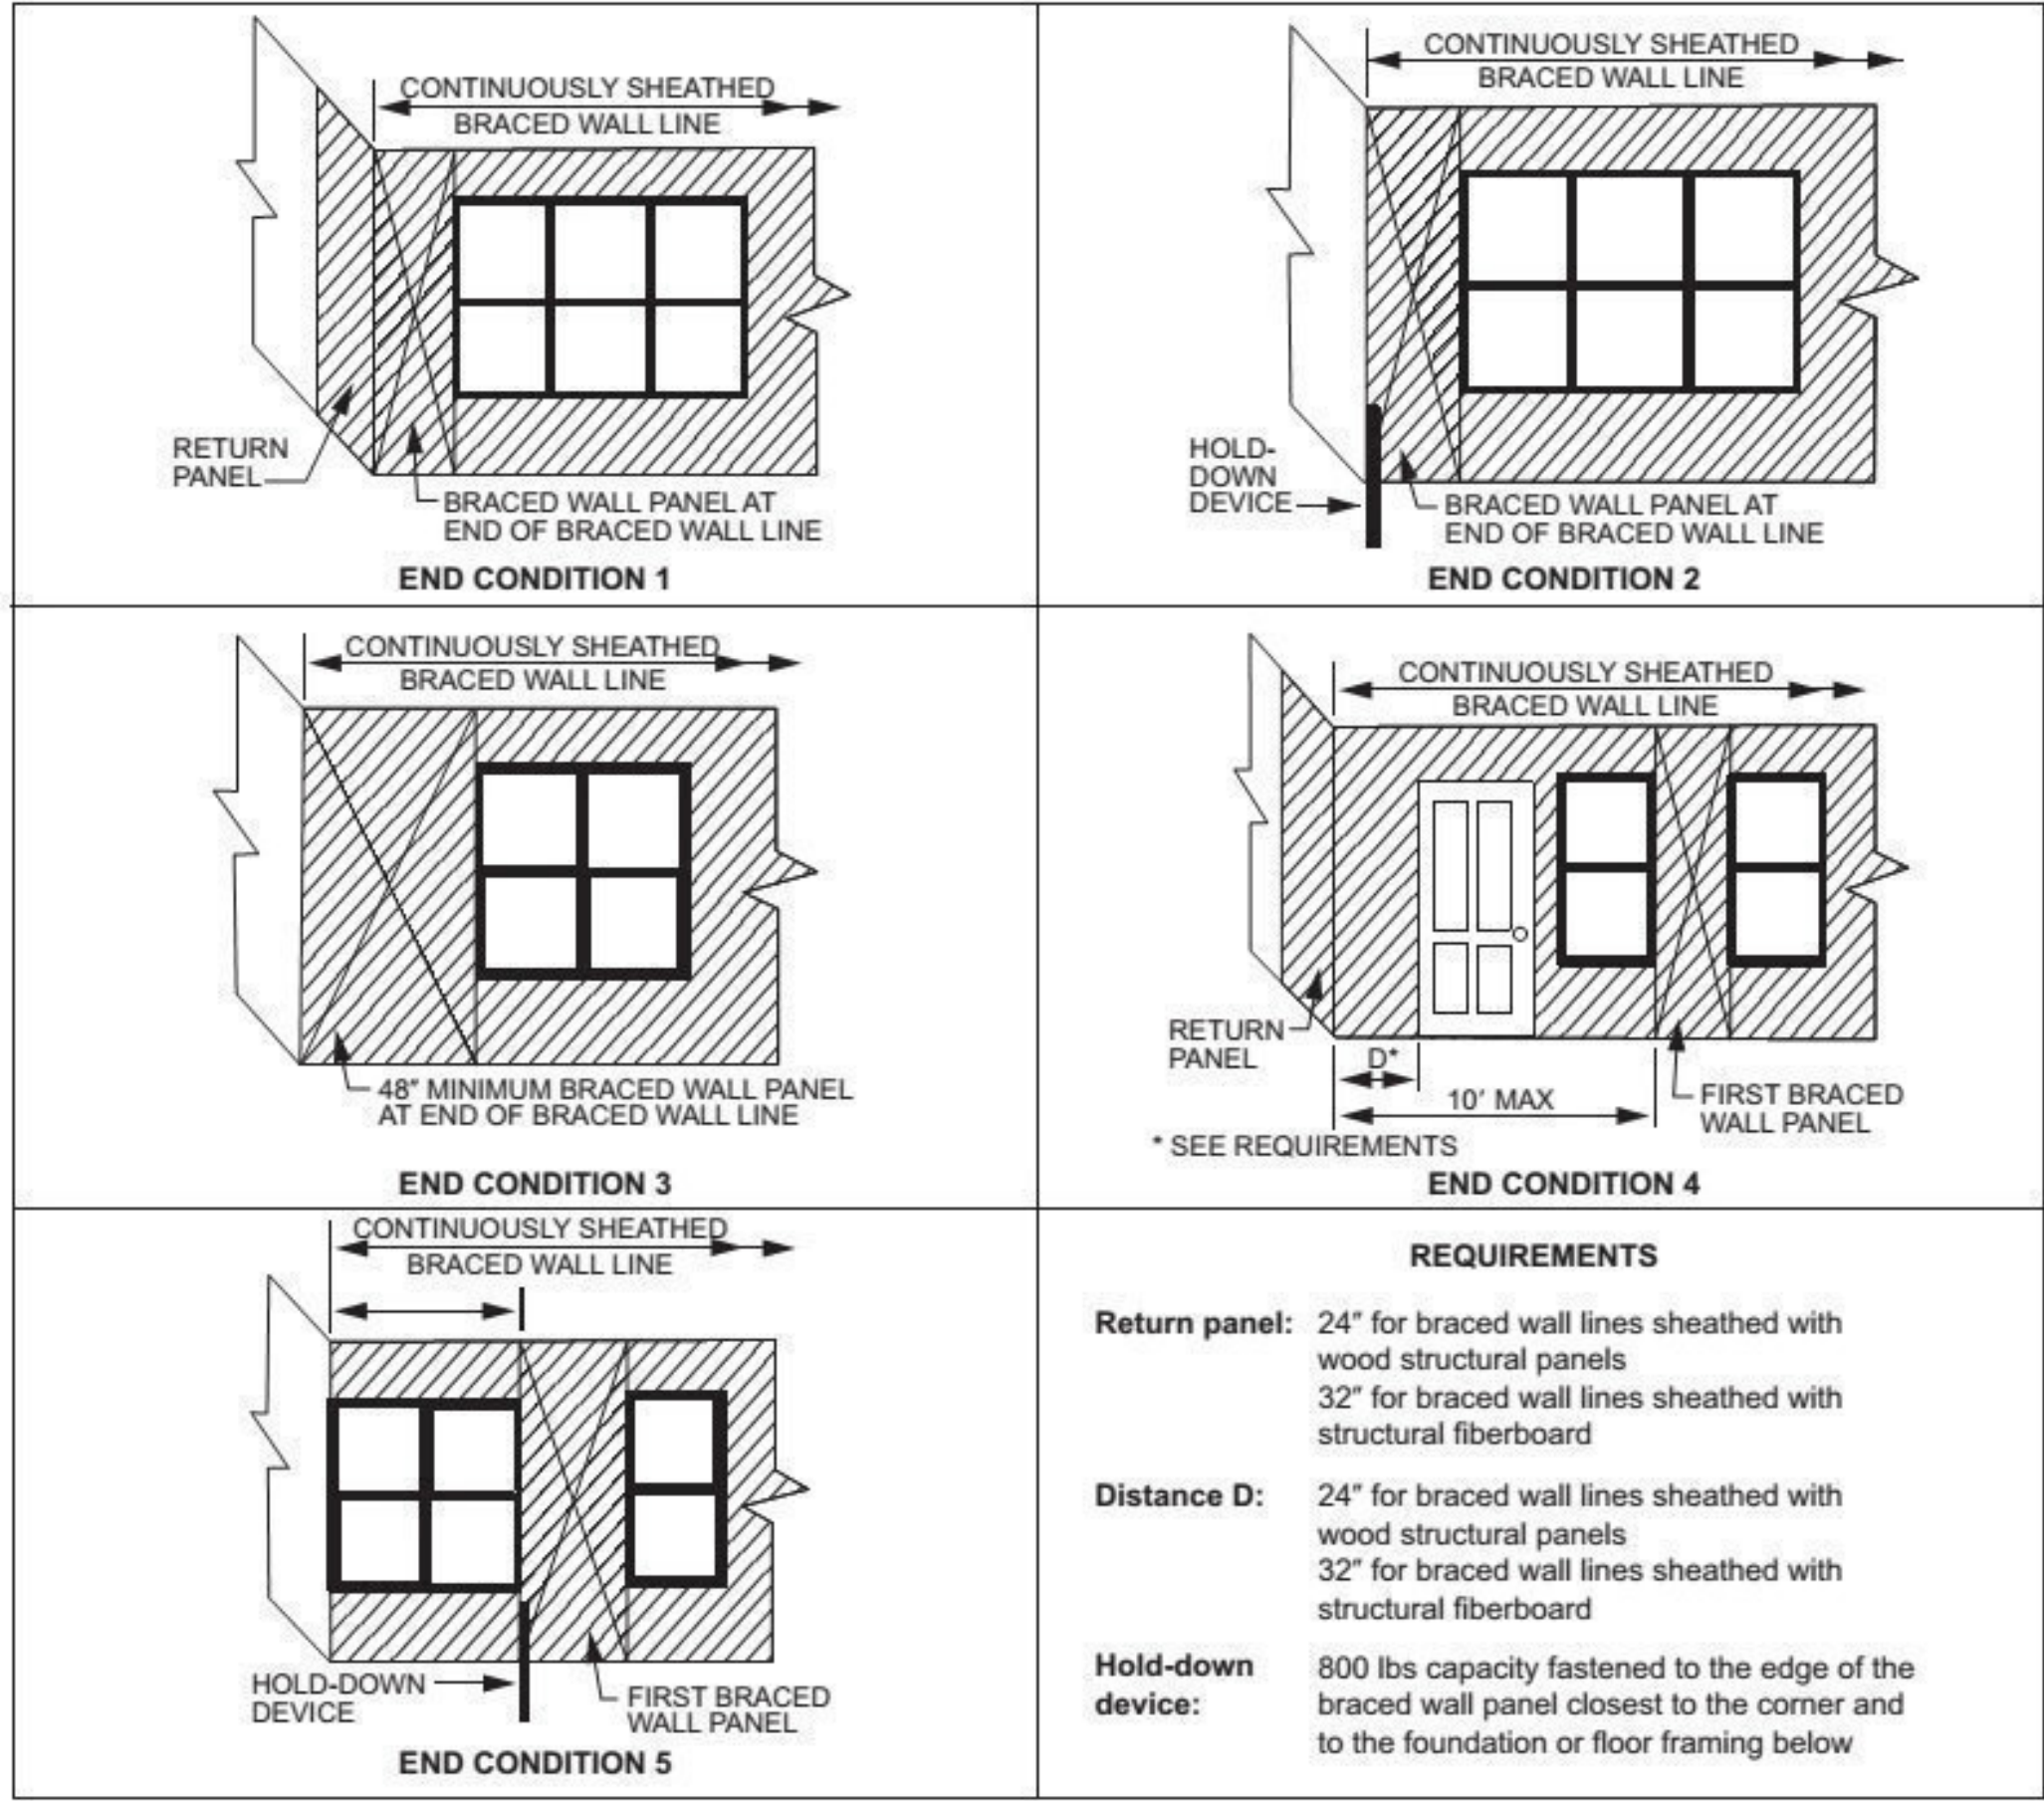 CONTINUOUSLY SHEATHED
BRACED WALL LINE
RETURN
PANEL
BRACED WALL PANEL AT
END OF BRACED WALL LINE
END CONDITION 1
CONTINUOUSLY SHEATHED
BRACED WALL LINE
HOLD-
DOWN
DEVICE
BRACED WALL PANEL AT
END OF BRACED WALL LINE
END CONDITION 2
CONTINUOUSLY SHEATHED
BRACED WALL LINE
48″ MINIMUM BRACED WALL PANEL
AT END OF BRACED WALL LINE
END CONDITION 3
CONTINUOUSLY SHEATHED
BRACED WALL LINE
RETURN
PANEL
D*
10′ MAX
FIRST BRACED
WALL PANEL
* SEE REQUIREMENTS
END CONDITION 4
CONTINUOUSLY SHEATHED
BRACED WALL LINE
HOLD-DOWN
DEVICE
FIRST BRACED
WALL PANEL
END CONDITION 5
REQUIREMENTS
Return panel: 24″ for braced wall lines sheathed with
wood structural panels
32″ for braced wall lines sheathed with
structural fiberboard
Distance D: 24″ for braced wall lines sheathed with
wood structural panels
32″ for braced wall lines sheathed with
structural fiberboard
Hold-down 800 lbs capacity fastened to the edge of the
device: braced wall panel closest to the corner and
to the foundation or floor framing below